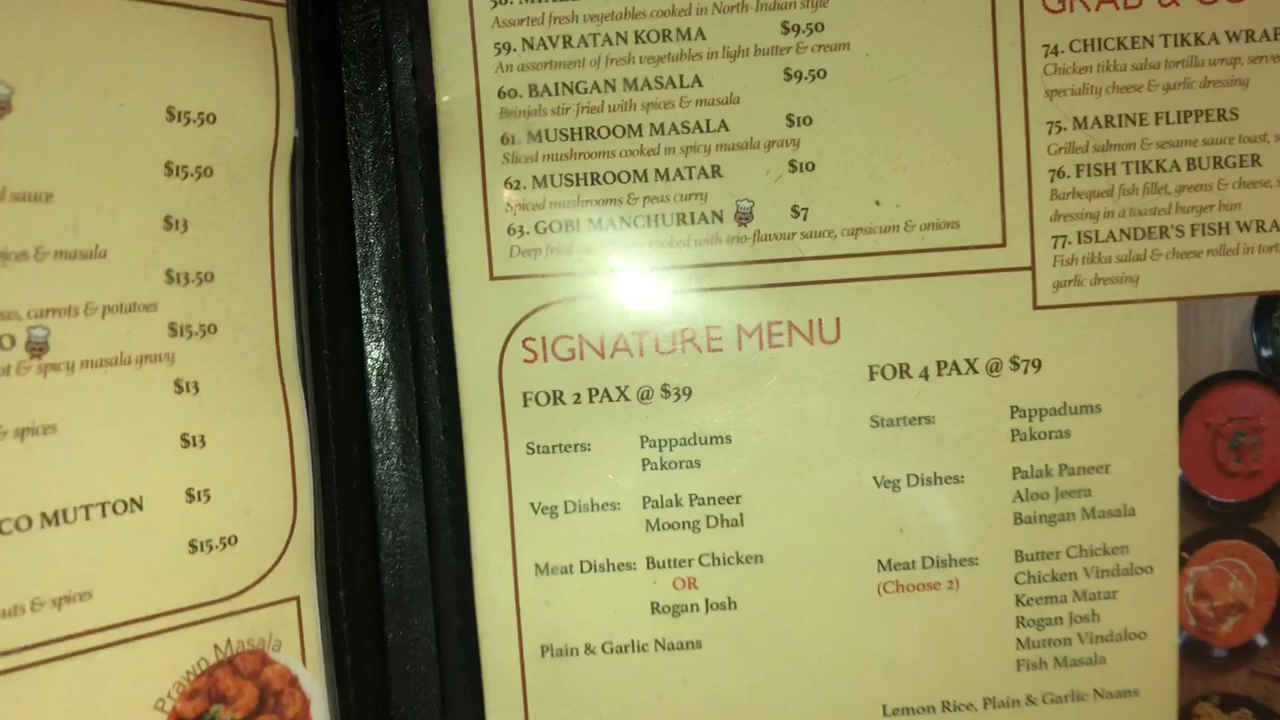 $15.50
$15.50
sauce
$13
& masala
$13.50
carrots & potatoes
$15.50
& spicy masala gravy
$13
& spices
$13
CO MUTTON $15
$15.50
& spices
Prawn Masala
Assorted fresh vegetables cooked in North-Indian style
59. NAVRATAN KORMA $9.50
An assortment of fresh vegetables in light butter & cream
60. BAINGAN MASALA $9.50
Brinjals stir-fried with spices & masala
61. MUSHROOM MASALA $10
Sliced mushrooms cooked in spicy masala gravy
62. MUSHROOM MATAR $10
Spiced mushrooms & peas curry
63. GOBI MANCHURIAN $7
Deep fried cooked with trio-flavour sauce, capsicum & onions
SIGNATURE MENU
FOR 2 PAX @ $39
Starters: Pappadums
Pakoras
Veg Dishes: Palak Paneer
Moong Dhal
Meat Dishes: Butter Chicken
OR
Rogan Josh
Plain & Garlic Naans
FOR 4 PAX @ $79
Starters: Pappadums
Pakoras
Veg Dishes: Palak Paneer
Aloo Jeera
Baingan Masala
Meat Dishes: Butter Chicken
(Choose 2) Chicken Vindaloo
Keema Matar
Rogan Josh
Mutton Vindaloo
Fish Masala
Lemon Rice, Plain & Garlic Naans
GRAB & GO
74. CHICKEN TIKKA WRAP
Chicken tikka salsa tortilla wrap, serve
speciality cheese & garlic dressing
75. MARINE FLIPPERS
Grilled salmon & sesame sauce toast,
76. FISH TIKKA BURGER
Barbequed fish fillet, greens & cheese,
dressing in a toasted burger bun
77. ISLANDER'S FISH WRA
Fish tikka salad & cheese rolled in tort
garlic dressing